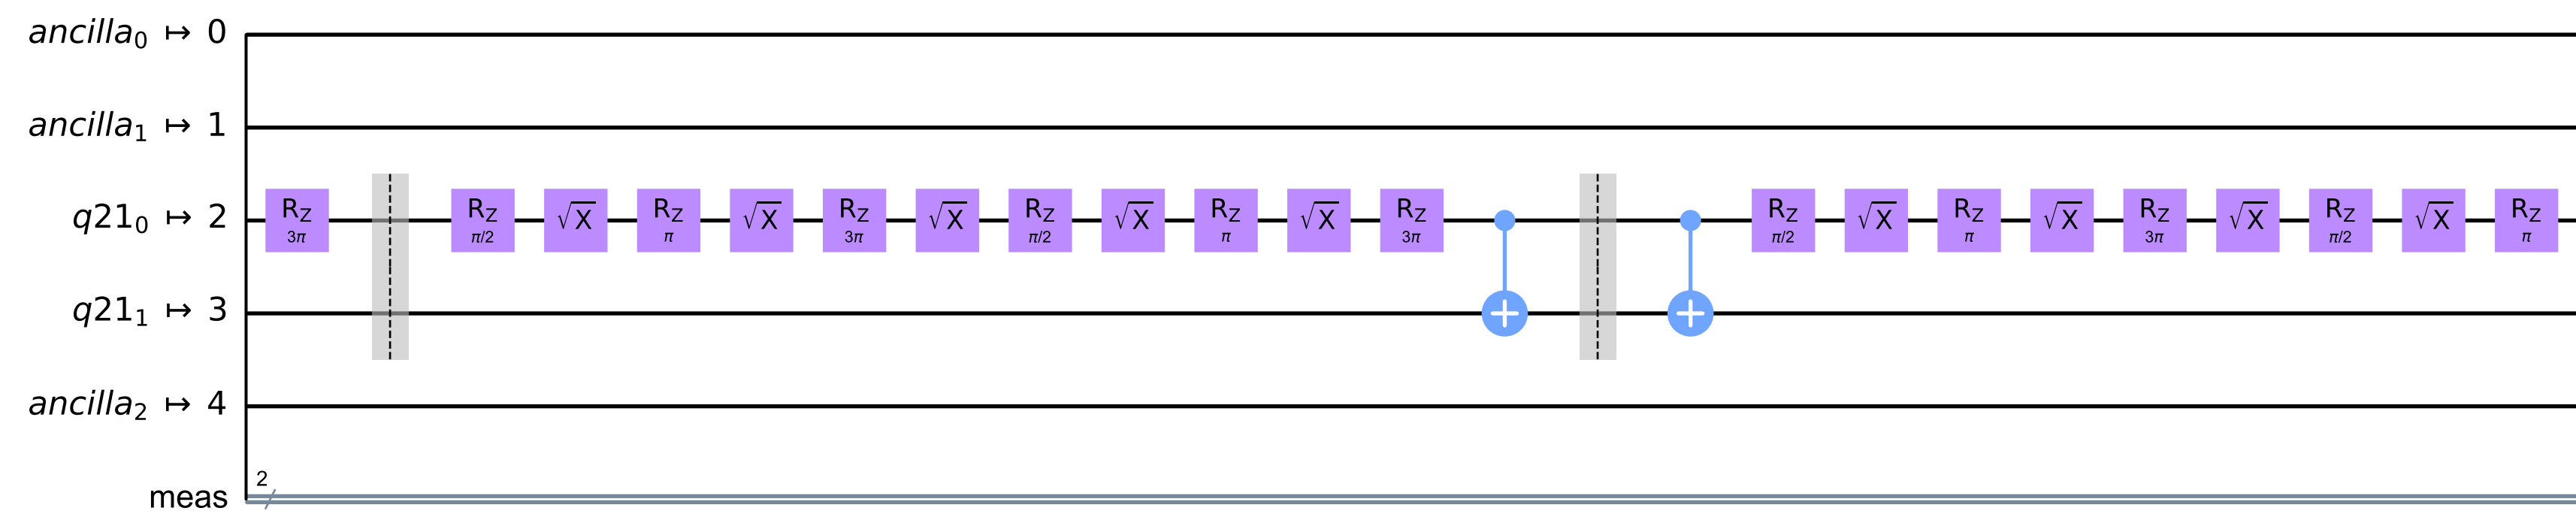 ancilla₀ ↦ 0
ancilla₁ ↦ 1
R_Z 3π R_Z π/2 √X R_Z π √X R_Z 3π √X R_Z π/2 √X R_Z π √X R_Z 3π R_Z π/2 √X R_Z π √X R_Z 3π √X R_Z π/2 √X R_Z π
q21₀ ↦ 2
q21₁ ↦ 3
ancilla₂ ↦ 4
2
meas